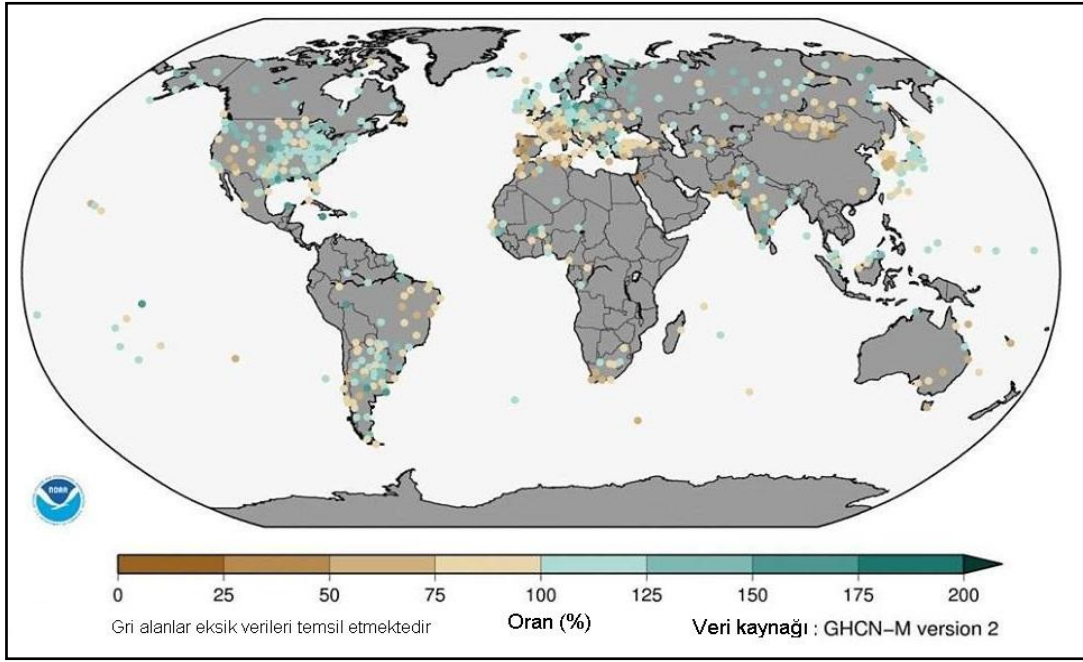 NOAA
0 25 50 75 100 125 150 175 200
Gri alanlar eksik verileri temsil etmektedir Oran (%) Veri kaynağı : GHCN−M version 2